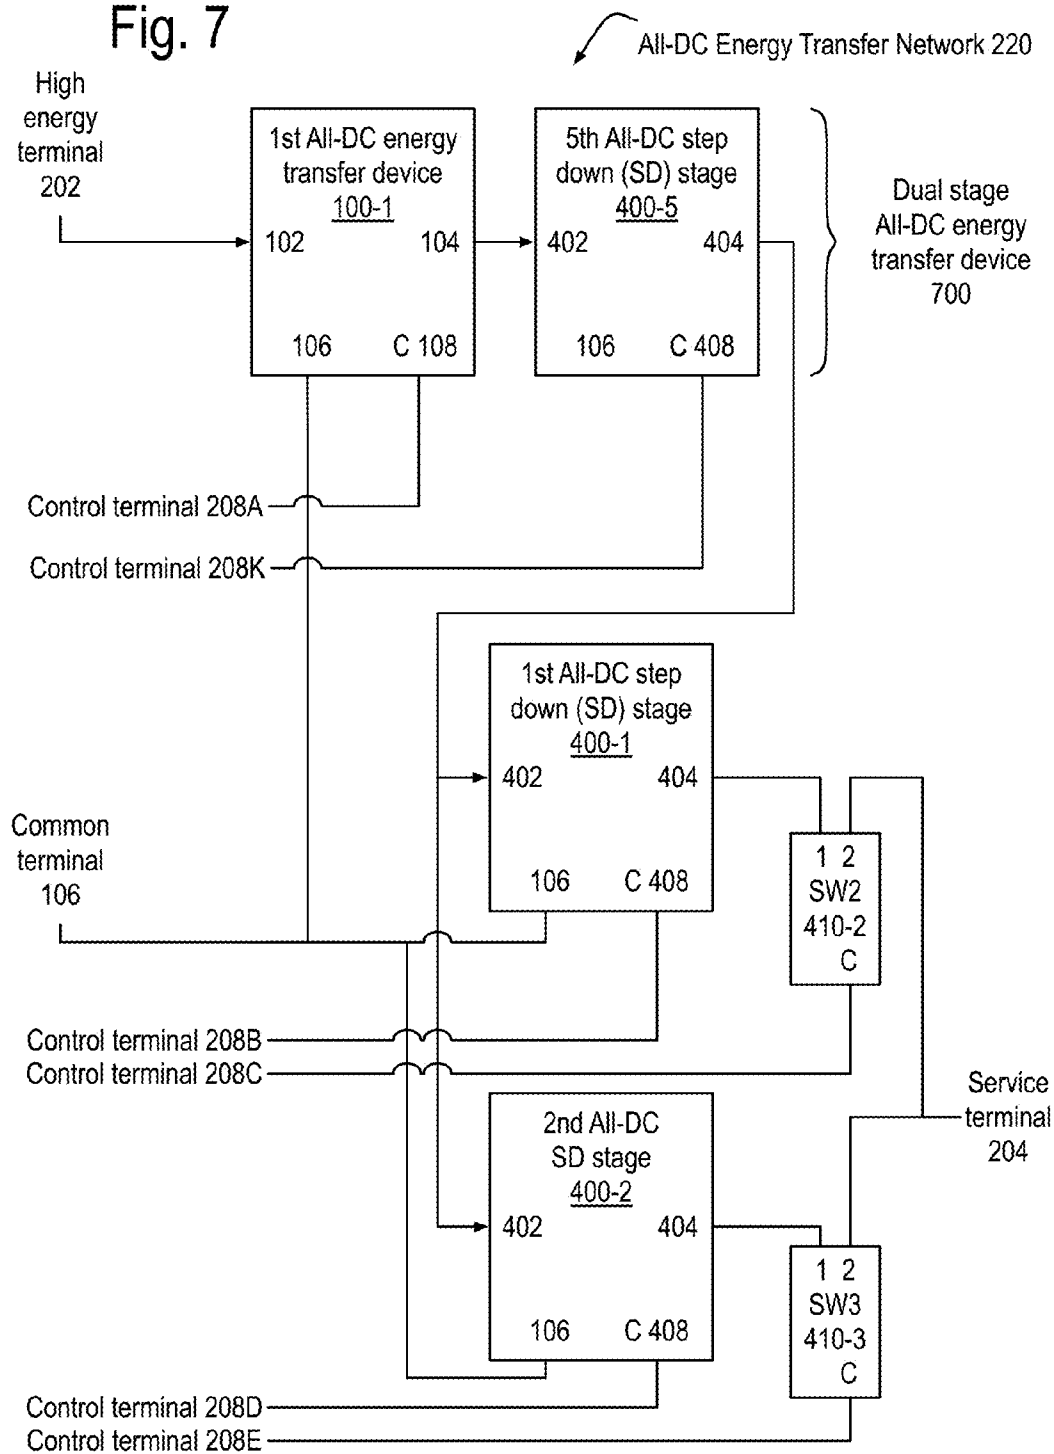 Fig. 7
All-DC Energy Transfer Network 220
High
energy
terminal
202
1st All-DC energy
transfer device
100-1
102 104
106 C 108
5th All-DC step
down (SD) stage
400-5
402 404
106 C 408
Dual stage
All-DC energy
transfer device
700
Control terminal 208A
Control terminal 208K
1st All-DC step
down (SD) stage
400-1
402 404
106 C 408
Common
terminal
106
1 2
SW2
410-2
C
Control terminal 208B
Control terminal 208C
Service
terminal
204
2nd All-DC
SD stage
400-2
402 404
106 C 408
1 2
SW3
410-3
C
Control terminal 208D
Control terminal 208E